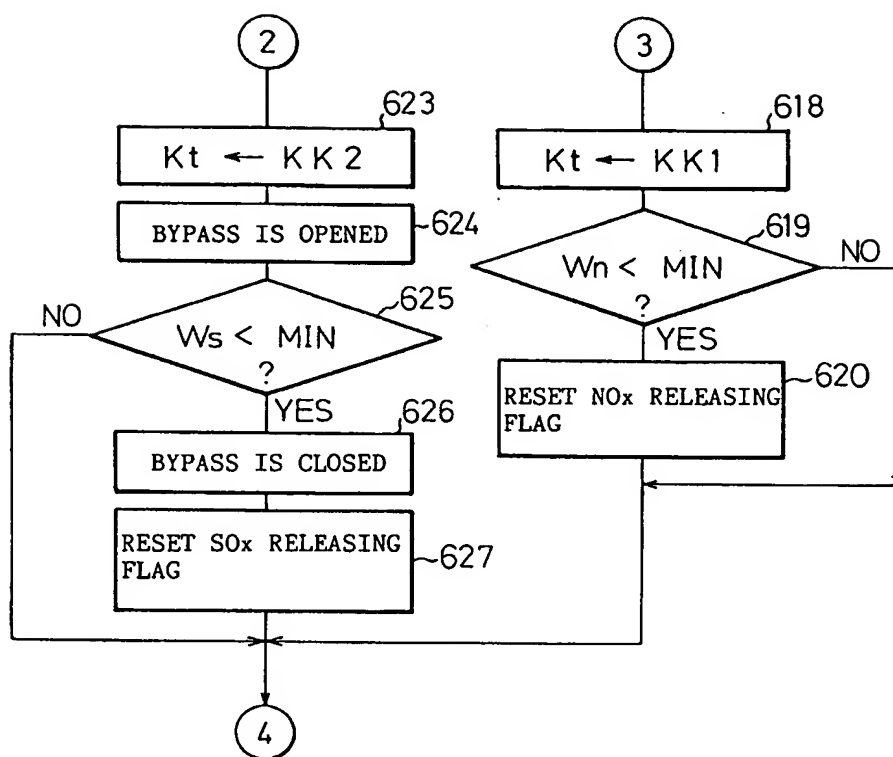 2
623
Kt ← KK2
BYPASS IS OPENED
624
625
NO
Ws < MIN
?
YES
626
BYPASS IS CLOSED
RESET SOx RELEASING
FLAG
627
3
618
Kt ← KK1
619
NO
Wn < MIN
?
YES
620
RESET NOx RELEASING
FLAG
4